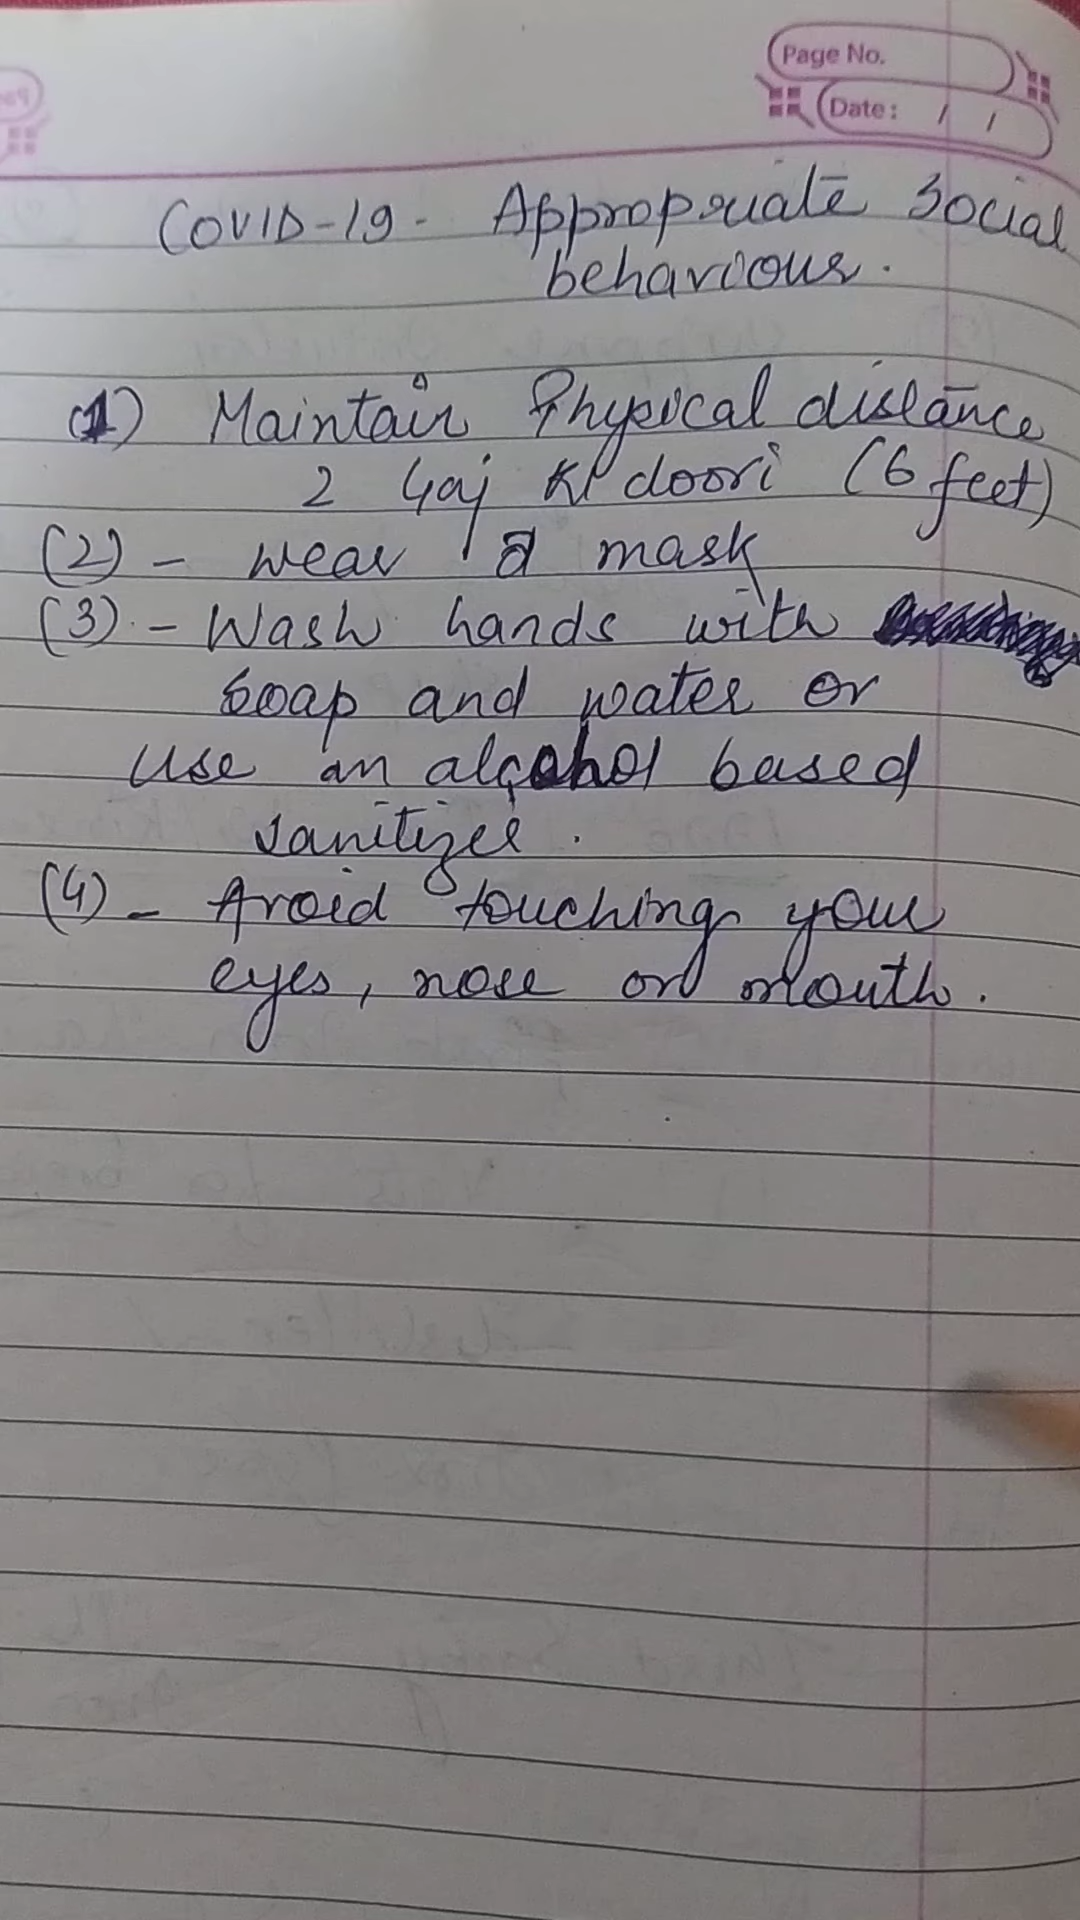 Page No.
Date: / /
COVID-19- Appropriate Social
behaviour.
(1) Maintain Physical distance
2 Gaj Ki doori (6 feet)
(2) - wear a mask
(3) - Wash hands with
soap and water or
use an alcohol based
sanitizer.
(4) - Avoid touching your
eyes, nose or mouth.